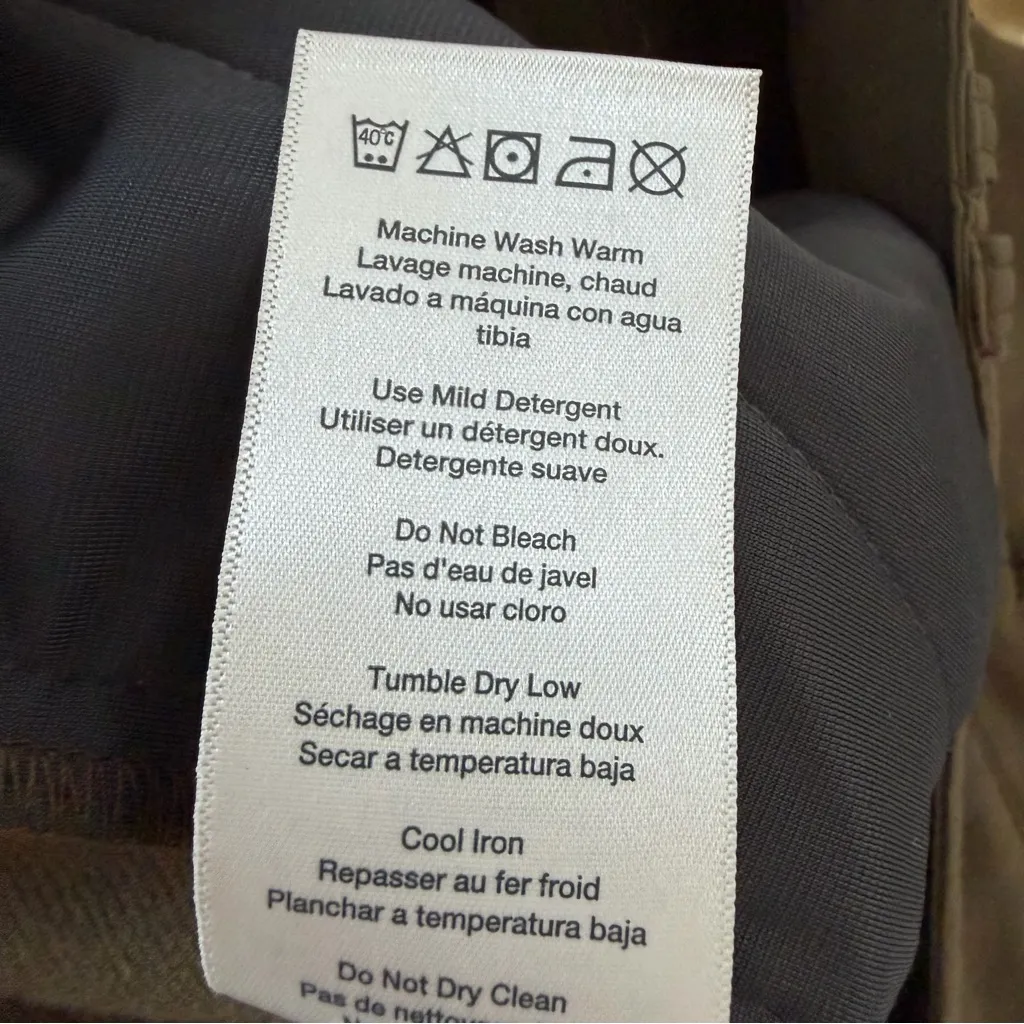 40°C
Machine Wash Warm
Lavage machine, chaud
Lavado a máquina con agua
tibia
Use Mild Detergent
Utiliser un détergent doux.
Detergente suave
Do Not Bleach
Pas d'eau de javel
No usar cloro
Tumble Dry Low
Séchage en machine doux
Secar a temperatura baja
Cool Iron
Repasser au fer froid
Planchar a temperatura baja
Do Not Dry Clean
Pas de